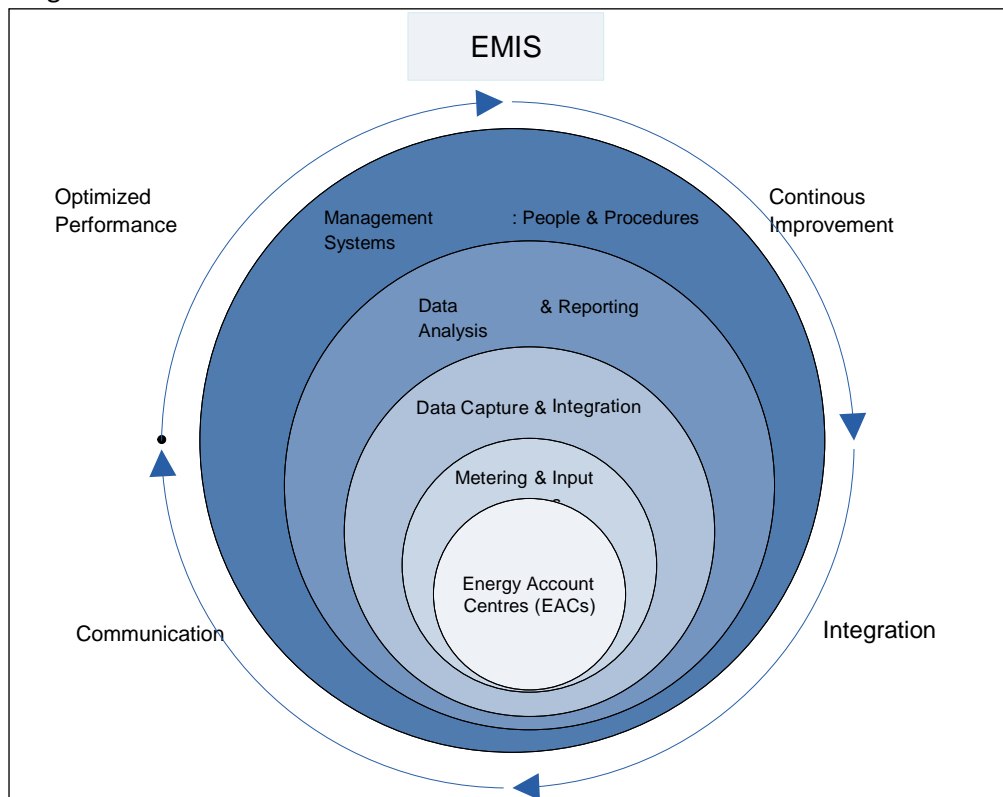 EMIS
Optimized
Performance
Continous
Improvement
Management
Systems
: People & Procedures
Data
Analysis
& Reporting
Data Capture & Integration
Metering & Input
Energy Account
Centres (EACs)
Communication
Integration